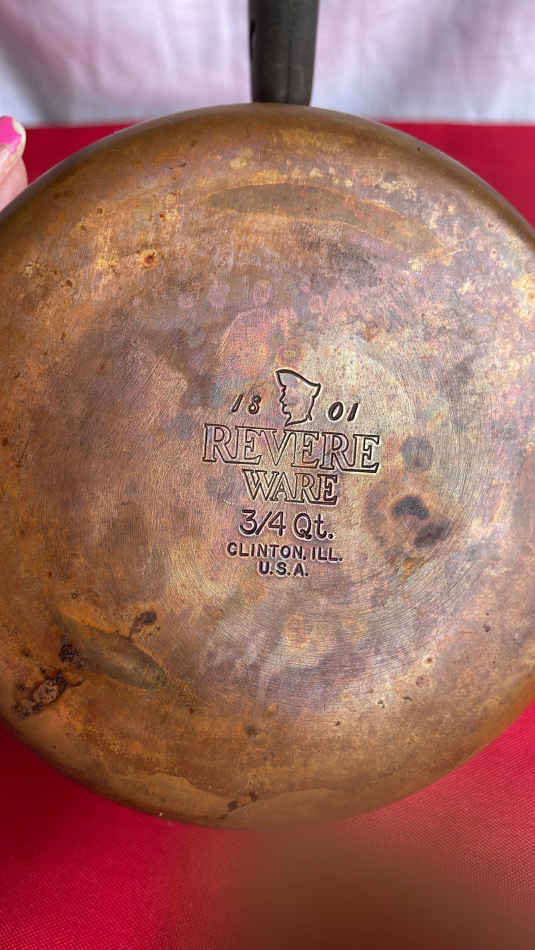 18 01
REVERE
WARE
3/4 Qt.
CLINTON, ILL.
U.S.A.